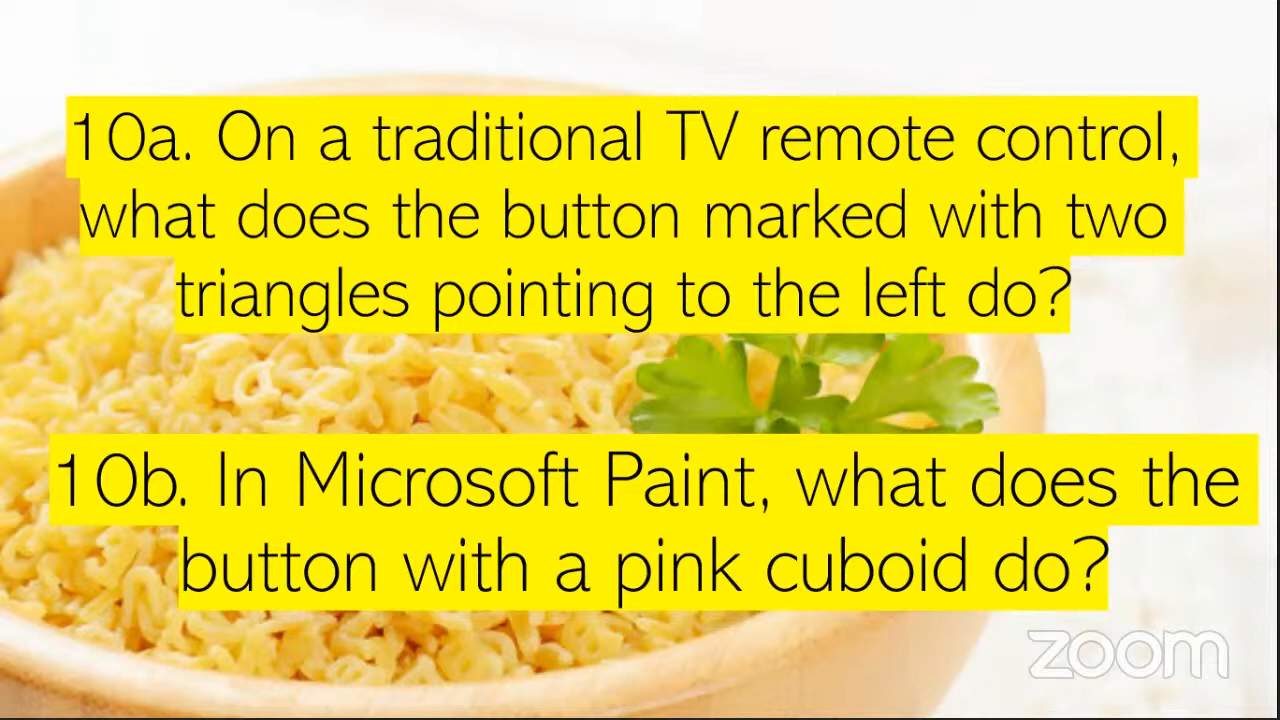 10a. On a traditional TV remote control,
what does the button marked with two
triangles pointing to the left do?
10b. In Microsoft Paint, what does the
button with a pink cuboid do?
zoom